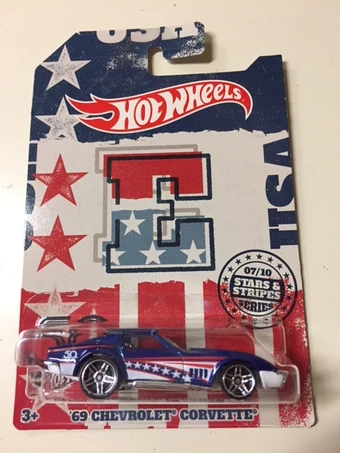 USA
HOT WHEELS
E
USA
07/10
STARS &
STRIPES
SERIES
3+
'69 CHEVROLET® CORVETTE®